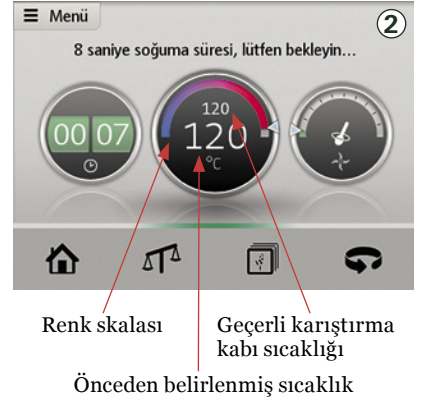 Menü
2
8 saniye soğuma süresi, lütfen bekleyin...
120
00 07
120
°C
Renk skalası
Geçerli karıştırma
kabı sıcaklığı
Önceden belirlenmiş sıcaklık